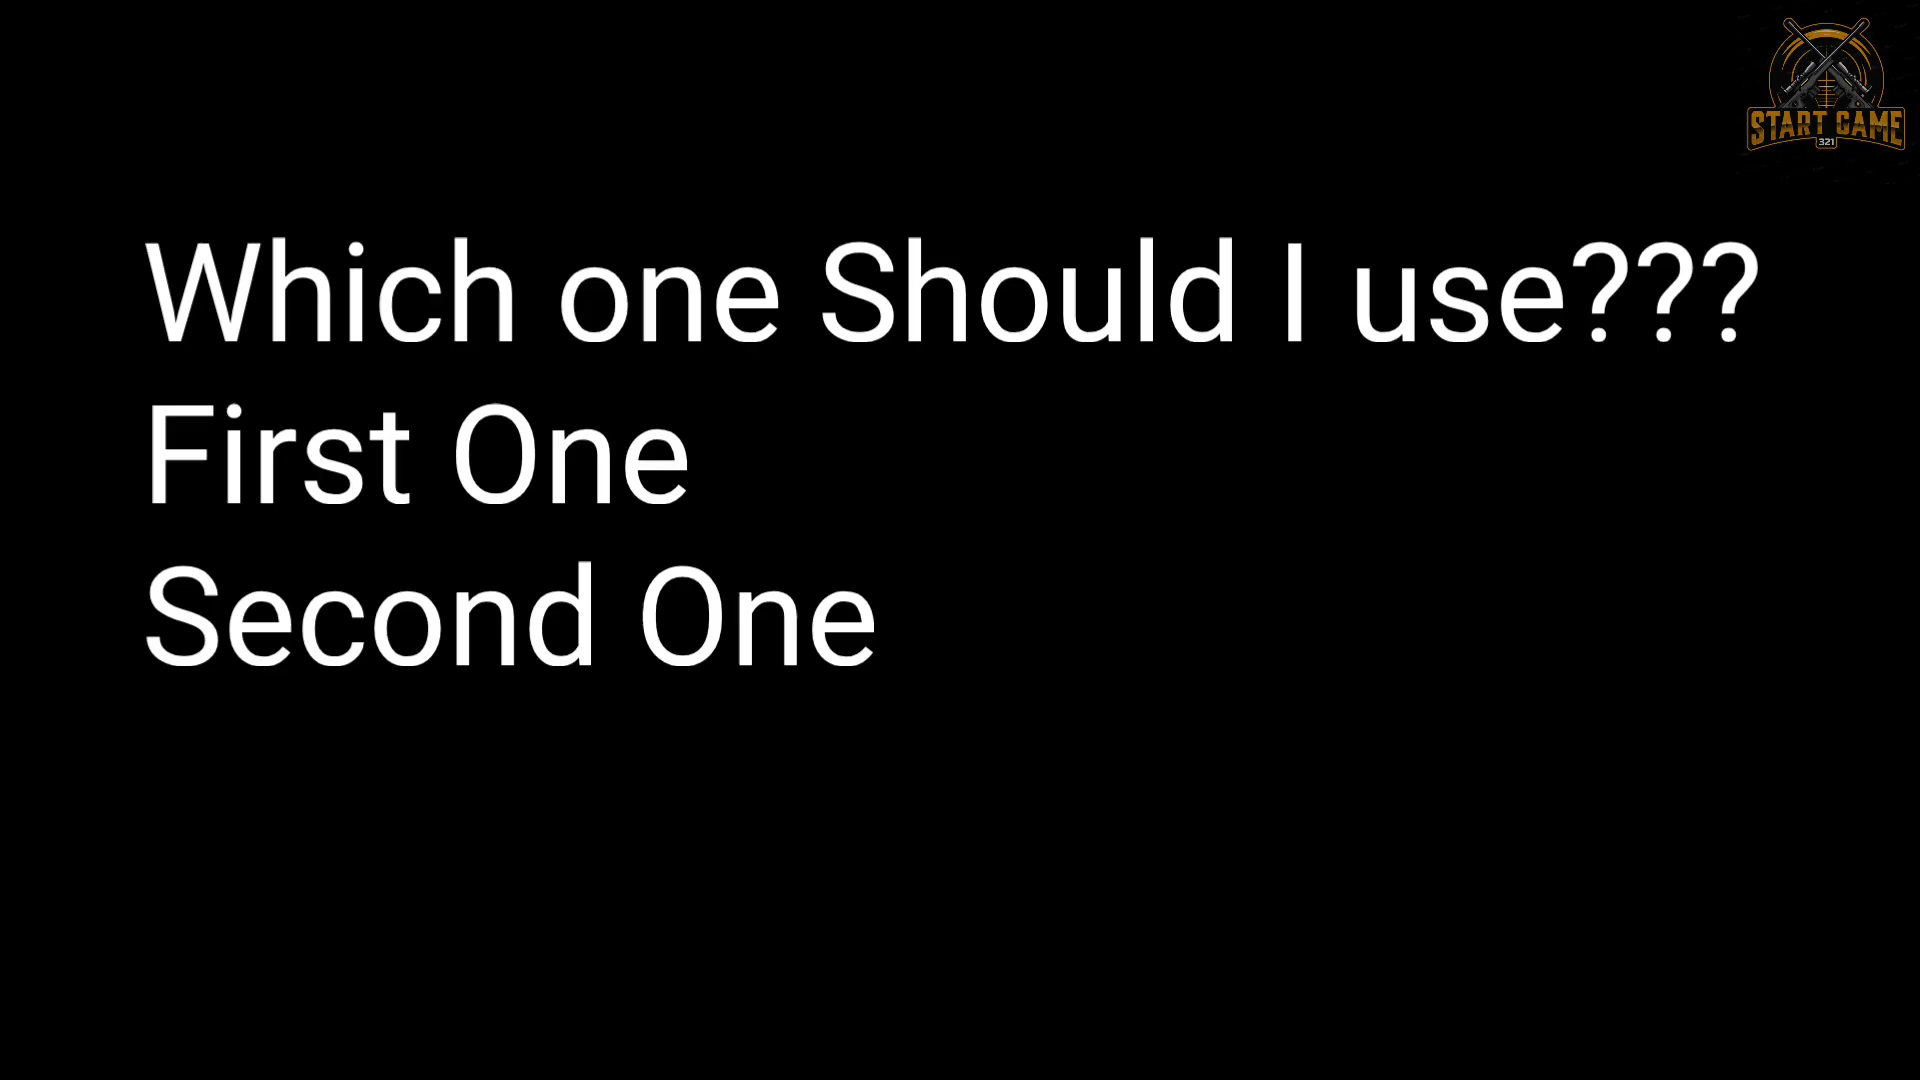 START GAME
321
Which one Should I use???
First One
Second One